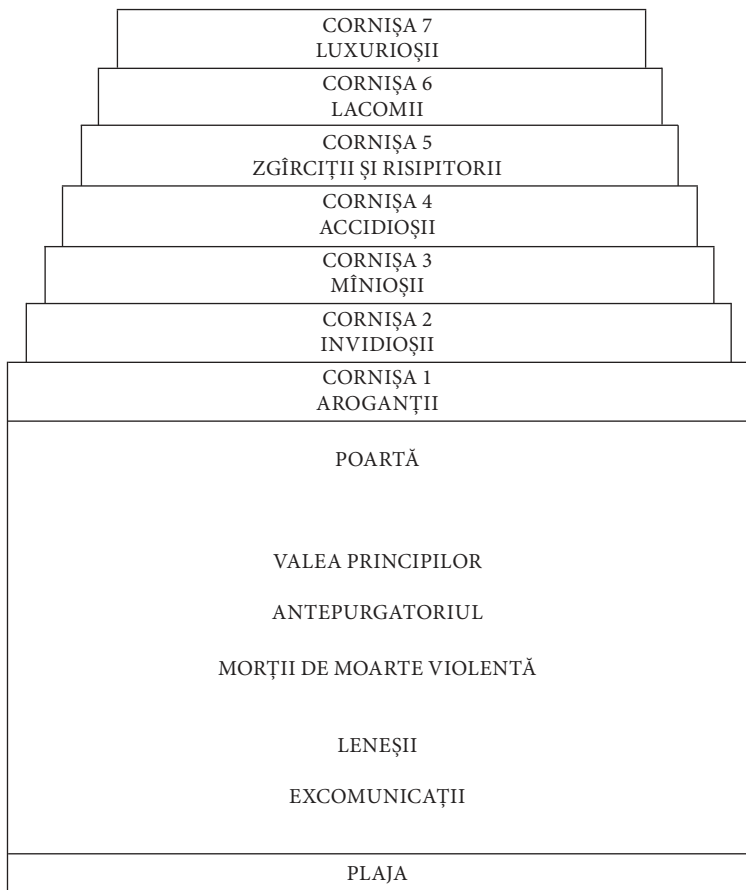 CORNIȘA 7
LUXURIOȘII
CORNIȘA 6
LACOMII
CORNIȘA 5
ZGÎRCIȚII ȘI RISIPITORII
CORNIȘA 4
ACCIDIOȘII
CORNIȘA 3
MÎNIOȘII
CORNIȘA 2
INVIDIOȘII
CORNIȘA 1
AROGANȚII
POARTĂ
VALEA PRINCIPILOR
ANTEPURGATORIUL
MORȚII DE MOARTE VIOLENTĂ
LENEȘII
EXCOMUNICAȚII
PLAJA